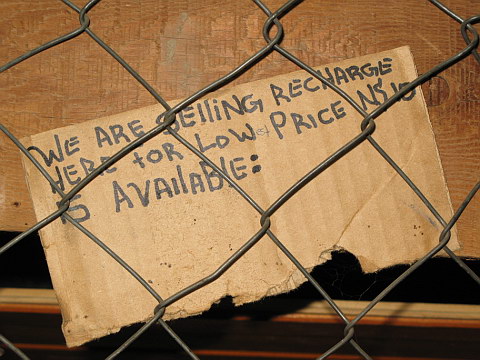 WE ARE SELLING RECHARGE
HERE FOR LOW PRICE N$10
IS AVAILABLE: